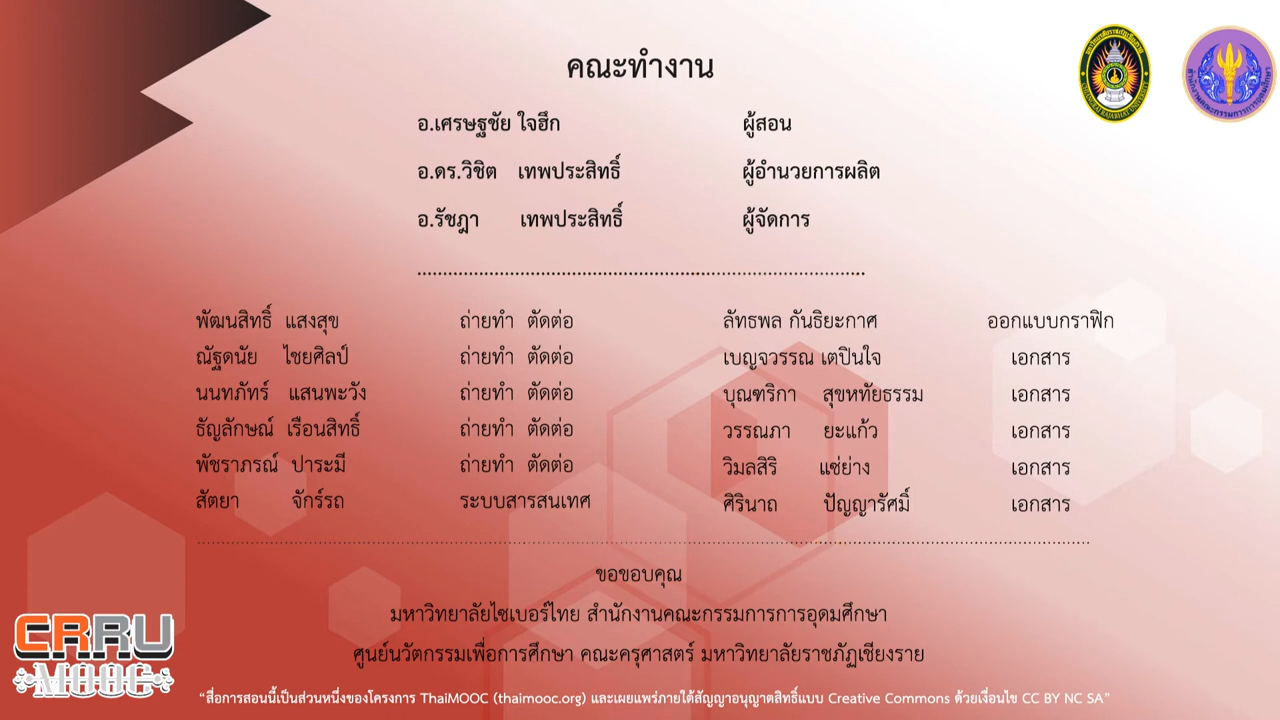 คณะทำงาน
อ.เศรษฐชัย ใจฮึก ผู้สอน
อ.ดร.วิชิต เทพประสิทธิ์ ผู้อำนวยการผลิต
อ.รัชฎา เทพประสิทธิ์ ผู้จัดการ
พัฒนสิทธิ์ แสงสุข ถ่ายทำ ตัดต่อ ลัทธพล กันธิยะกาศ ออกแบบกราฟิก
ณัฐดนัย ไชยศิลป์ ถ่ายทำ ตัดต่อ เบญจวรรณ เตปินใจ เอกสาร
นนทภัทร์ แสนพะวัง ถ่ายทำ ตัดต่อ บุณฑริกา สุขหทัยธรรม เอกสาร
ธัญลักษณ์ เรือนสิทธิ์ ถ่ายทำ ตัดต่อ วรรณภา ยะแก้ว เอกสาร
พัชราภรณ์ ปาระมี ถ่ายทำ ตัดต่อ วิมลสิริ แซ่ย่าง เอกสาร
สัตยา จักร์รถ ระบบสารสนเทศ ศิรินาถ ปัญญารัศมิ์ เอกสาร
ขอขอบคุณ
มหาวิทยาลัยไซเบอร์ไทย สำนักงานคณะกรรมการการอุดมศึกษา
ศูนย์นวัตกรรมเพื่อการศึกษา คณะครุศาสตร์ มหาวิทยาลัยราชภัฏเชียงราย
CRRU
MOOC
“สื่อการสอนนี้เป็นส่วนหนึ่งของโครงการ ThaiMOOC (thaimooc.org) และเผยแพร่ภายใต้สัญญาอนุญาตสิทธิ์แบบ Creative Commons ด้วยเงื่อนไข CC BY NC SA”